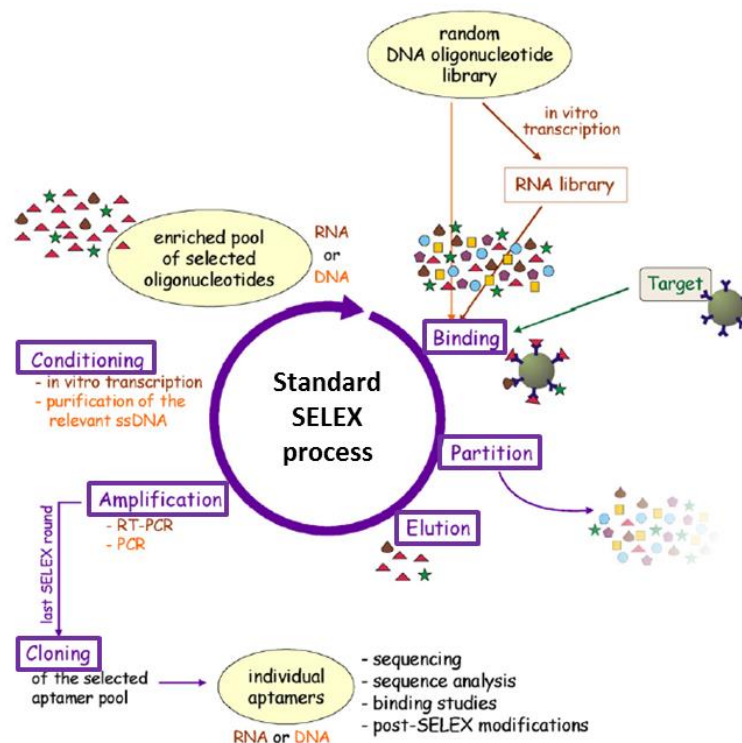 random
DNA oligonucleotide
library
in vitro
transcription
RNA library
enriched pool
of selected
oligonucleotides
RNA
or
DNA
Target
Binding
Conditioning
- in vitro transcription
- purification of the
relevant ssDNA
Standard
SELEX
process
Partition
Amplification
- RT-PCR
- PCR
Elution
last SELEX round
Cloning
of the selected
aptamer pool
individual
aptamers
RNA or DNA
- sequencing
- sequence analysis
- binding studies
- post-SELEX modifications